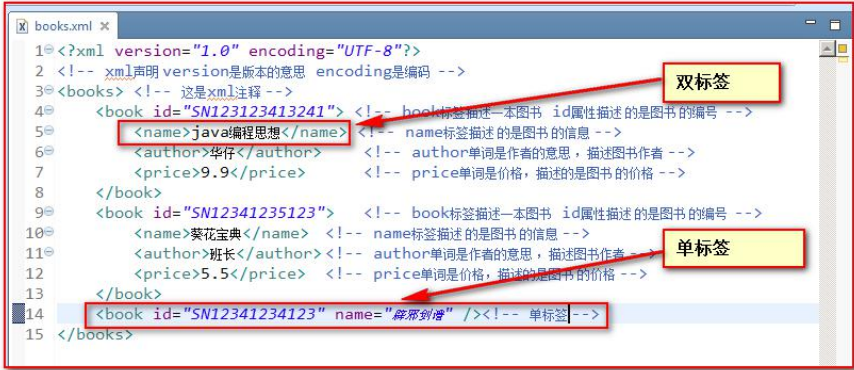 books.xml
1 <?xml version="1.0" encoding="UTF-8"?>
2 <!-- xml声明 version是版本的意思 encoding是编码 -->
3 <books> <!-- 这是xml注释 -->
4 <book id="SN123123413241"> <!-- book标签描述一本图书 id属性描述的是图书的编号 -->
5 <name>java编程思想</name> <!-- name标签描述的是图书的信息 -->
6 <author>华仔</author> <!-- author单词是作者的意思，描述图书作者 -->
7 <price>9.9</price> <!-- price单词是价格，描述的是图书的价格 -->
8 </book>
9 <book id="SN12341235123"> <!-- book标签描述一本图书 id属性描述的是图书的编号 -->
10 <name>葵花宝典</name> <!-- name标签描述的是图书的信息 -->
11 <author>班长</author> <!-- author单词是作者的意思，描述图书作者 -->
12 <price>5.5</price> <!-- price单词是价格，描述的是图书的价格 -->
13 </book>
14 <book id="SN12341234123" name="辟邪剑谱" /><!-- 单标签-->
15 </books>
双标签
单标签